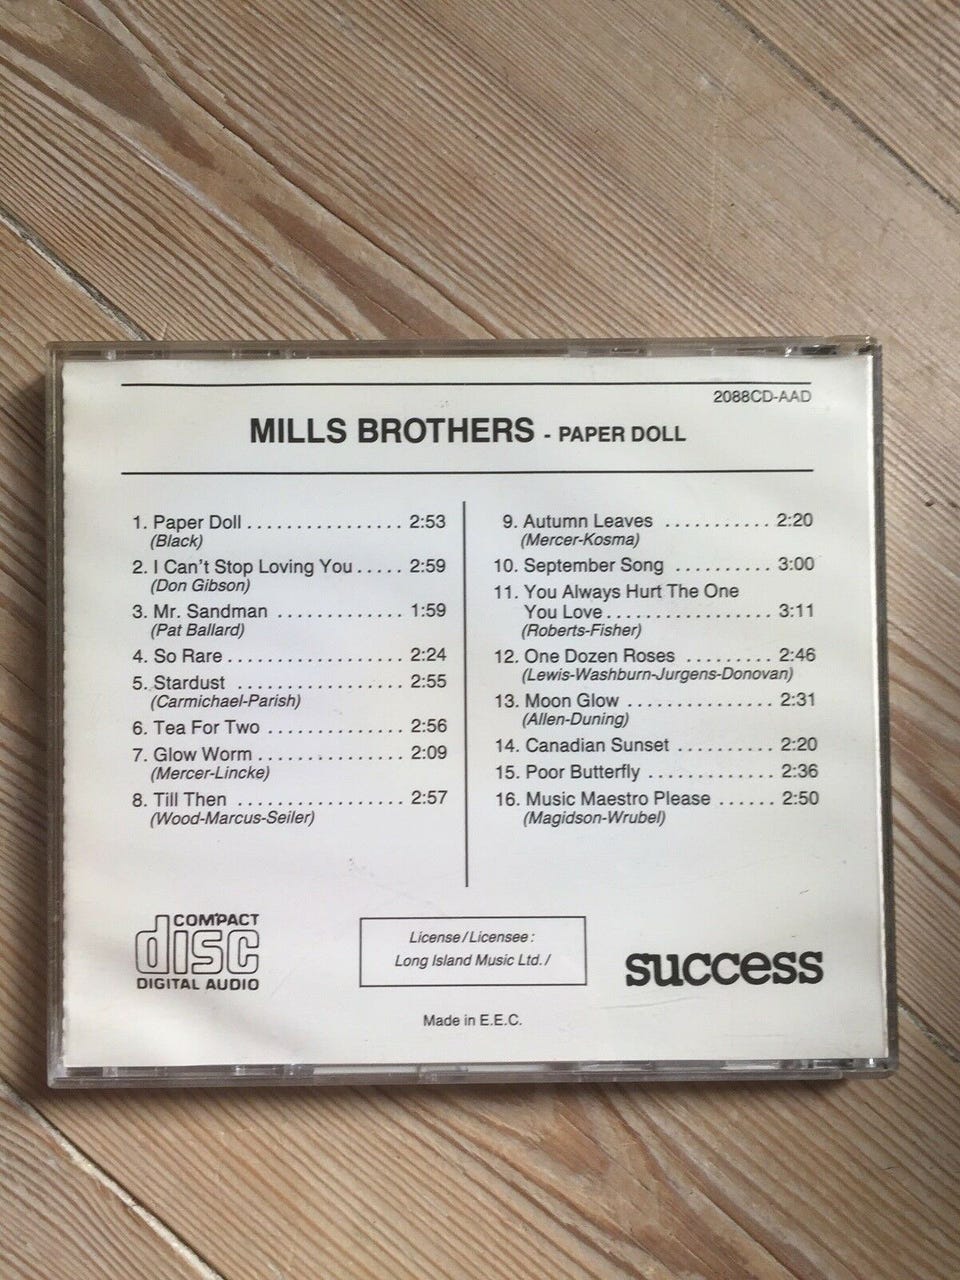 2088CD-AAD
MILLS BROTHERS - PAPER DOLL
1. Paper Doll ................ 2:53
(Black)
2. I Can't Stop Loving You ..... 2:59
(Don Gibson)
3. Mr. Sandman ............. 1:59
(Pat Ballard)
4. So Rare .................. 2:24
5. Stardust ................. 2:55
(Carmichael-Parish)
6. Tea For Two .............. 2:56
7. Glow Worm ............... 2:09
(Mercer-Lincke)
8. Till Then ................. 2:57
(Wood-Marcus-Seiler)
9. Autumn Leaves ........... 2:20
(Mercer-Kosma)
10. September Song .......... 3:00
11. You Always Hurt The One
You Love ................. 3:11
(Roberts-Fisher)
12. One Dozen Roses ......... 2:46
(Lewis-Washburn-Jurgens-Donovan)
13. Moon Glow ............... 2:31
(Allen-Duning)
14. Canadian Sunset .......... 2:20
15. Poor Butterfly ............. 2:36
16. Music Maestro Please ...... 2:50
(Magidson-Wrubel)
COMPACT
disc
DIGITAL AUDIO
License/Licensee:
Long Island Music Ltd./
success
Made in E.E.C.